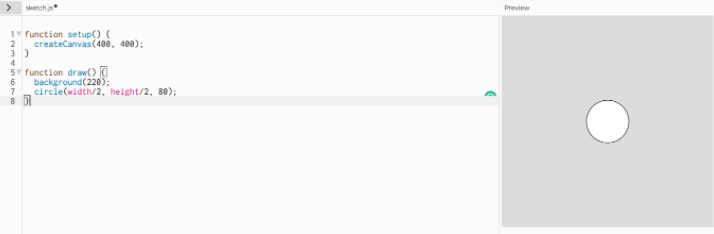 sketch.js•
Preview
1 function setup() {
2   createCanvas(400, 400);
3 }
4
5 function draw() {
6   background(220);
7   circle(width/2, height/2, 80);
8 }